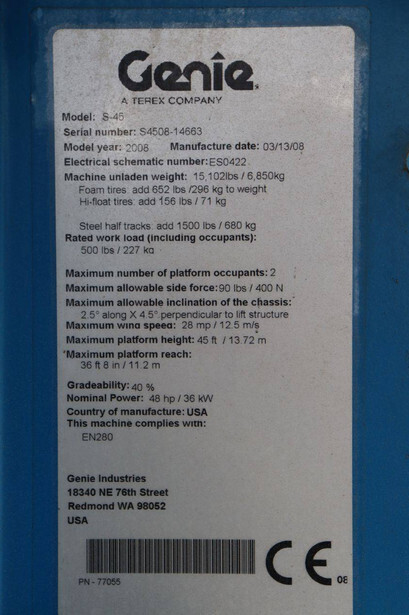 Genie
A TEREX COMPANY
Model: S-45
Serial number: S4508-14663
Model year: 2008 Manufacture date: 03/13/08
Electrical schematic number: ES0422
Machine unladen weight: 15,102lbs / 6,850kg
Foam tires: add 652 lbs /296 kg to weight
Hi-float tires: add 156 lbs / 71 kg
Steel half tracks: add 1500 lbs / 680 kg
Rated work load (including occupants):
500 lbs / 227 kg
Maximum number of platform occupants: 2
Maximum allowable side force: 90 lbs / 400 N
Maximum allowable inclination of the chassis:
2.5° along X 4.5° perpendicular to lift structure
Maximum wind speed: 28 mp / 12.5 m/s
Maximum platform height: 45 ft / 13.72 m
Maximum platform reach:
36 ft 8 in / 11.2 m
Gradeability: 40 %
Nominal Power: 48 hp / 36 kW
Country of manufacture: USA
This machine complies with:
EN280
Genie Industries
18340 NE 76th Street
Redmond WA 98052
USA
CE 08
PN - 77055